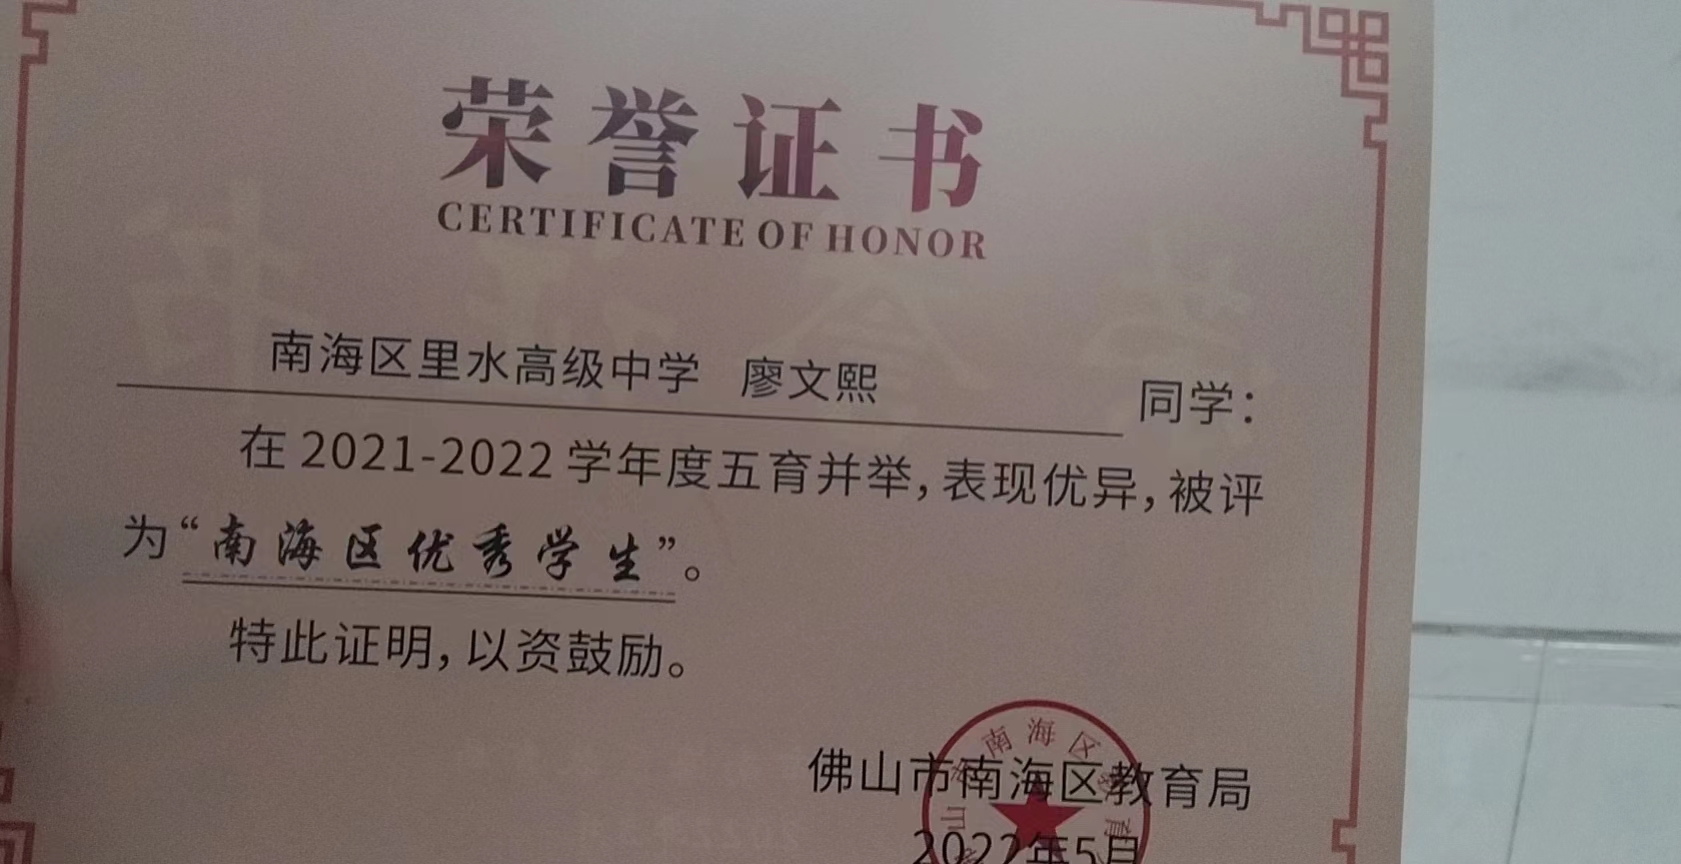 荣誉证书
CERTIFICATE OF HONOR
南海区里水高级中学 廖文熙 同学：
在2021-2022学年度五育并举，表现优异，被评
为“南海区优秀学生”。
特此证明，以资鼓励。
佛山市南海区教育局
2022年5月